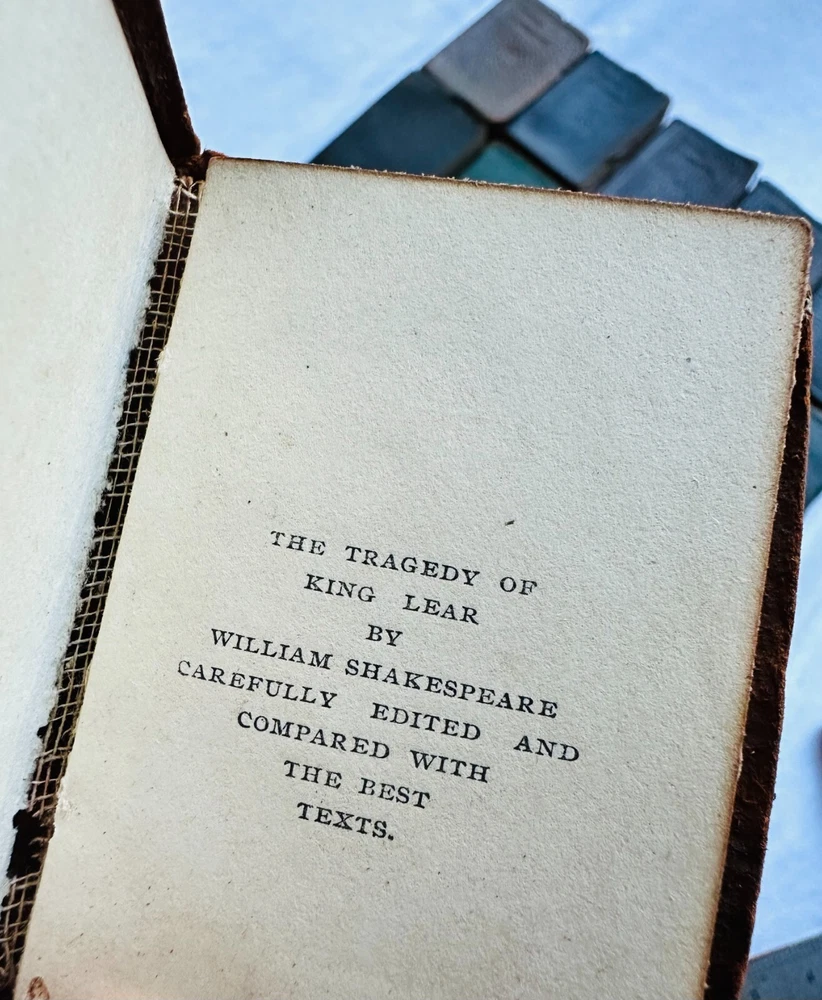 THE TRAGEDY OF
KING LEAR
BY
WILLIAM SHAKESPEARE
CAREFULLY EDITED AND
COMPARED WITH
THE BEST
TEXTS.